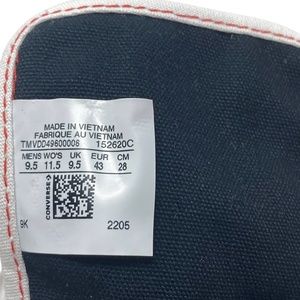 MADE IN VIETNAM
FABRIQUE AU VIETNAM
TMVDD49600006 152620C
MENS WO'S UK EUR CM
9.5 11.5 9.5 43 28
CONVERSE
9K 2205